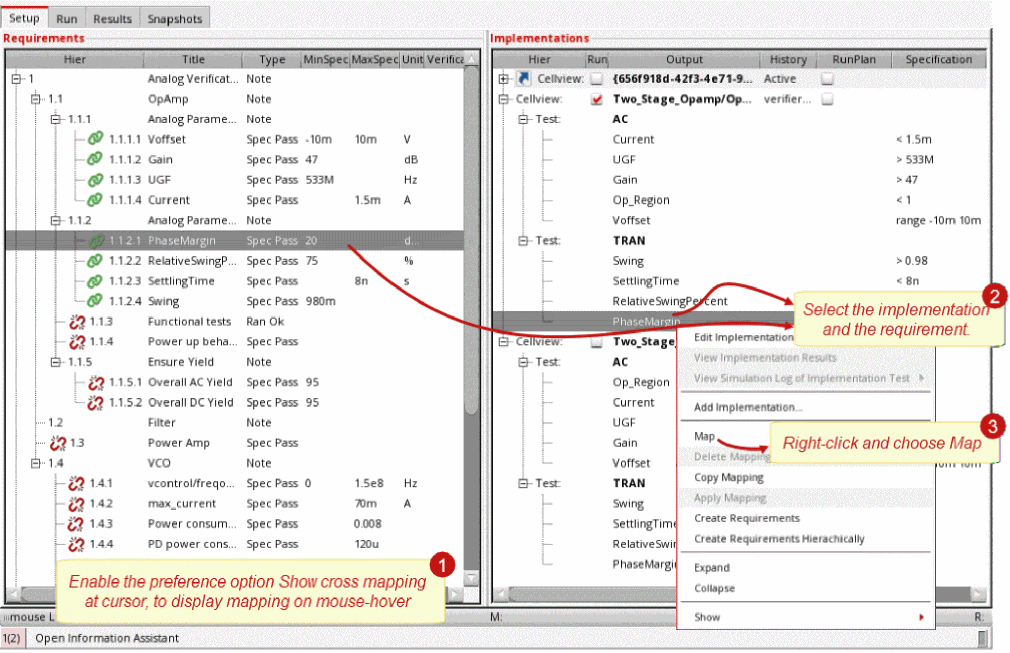 Setup Run Results Snapshots
Requirements
Hier Title Type MinSpec MaxSpec Unit Verifica
1 Analog Verificat... Note
1.1 OpAmp Note
1.1.1 Analog Parame... Note
1.1.1.1 Voffset Spec Pass -10m 10m V
1.1.1.2 Gain Spec Pass 47 dB
1.1.1.3 UGF Spec Pass 533M Hz
1.1.1.4 Current Spec Pass 1.5m A
1.1.2 Analog Parame... Note
1.1.2.1 PhaseMargin Spec Pass 20 d...
1.1.2.2 RelativeSwingP... Spec Pass 75 %
1.1.2.3 SettlingTime Spec Pass 8n s
1.1.2.4 Swing Spec Pass 980m
1.1.3 Functional tests Ran Ok
1.1.4 Power up beha... Spec Pass
1.1.5 Ensure Yield Note
1.1.5.1 Overall AC Yield Spec Pass 95
1.1.5.2 Overall DC Yield Spec Pass 95
1.2 Filter Note
1.3 Power Amp Spec Pass
1.4 VCO Note
1.4.1 vcontrol/freqo... Spec Pass 0 1.5e8 Hz
1.4.2 max_current Spec Pass 70m A
1.4.3 Power consum... Spec Pass 0.008
1.4.4 PD power cons... Spec Pass 120u
1
Enable the preference option Show cross mapping
at cursor, to display mapping on mouse-hover
Implementations
Hier Run Output History RunPlan Specification
Cellview: {656f918d-42f3-4e71-9... Active
Cellview: Two_Stage_Opamp/Op... verifier...
Test: AC
Current < 1.5m
UGF > 533M
Gain > 47
Op_Region < 1
Voffset range -10m 10m
Test: TRAN
Swing > 0.98
SettlingTime < 8n
RelativeSwingPercent
PhaseMargin
2
Select the implementation
and the requirement.
Cellview: Two_Stage_
Test: AC
Op_Region
Current
UGF
Gain
Voffset
Test: TRAN
Swing
SettlingTime
RelativeSwin
PhaseMargin
Edit Implementation
View Implementation Results
View Simulation Log of Implementation Test
Add Implementation...
Map
3
Right-click and choose Map
Delete Mapping
Copy Mapping
Apply Mapping
Create Requirements
Create Requirements Hierachically
Expand
Collapse
Show
mouse L M: R:
1(2) Open Information Assistant